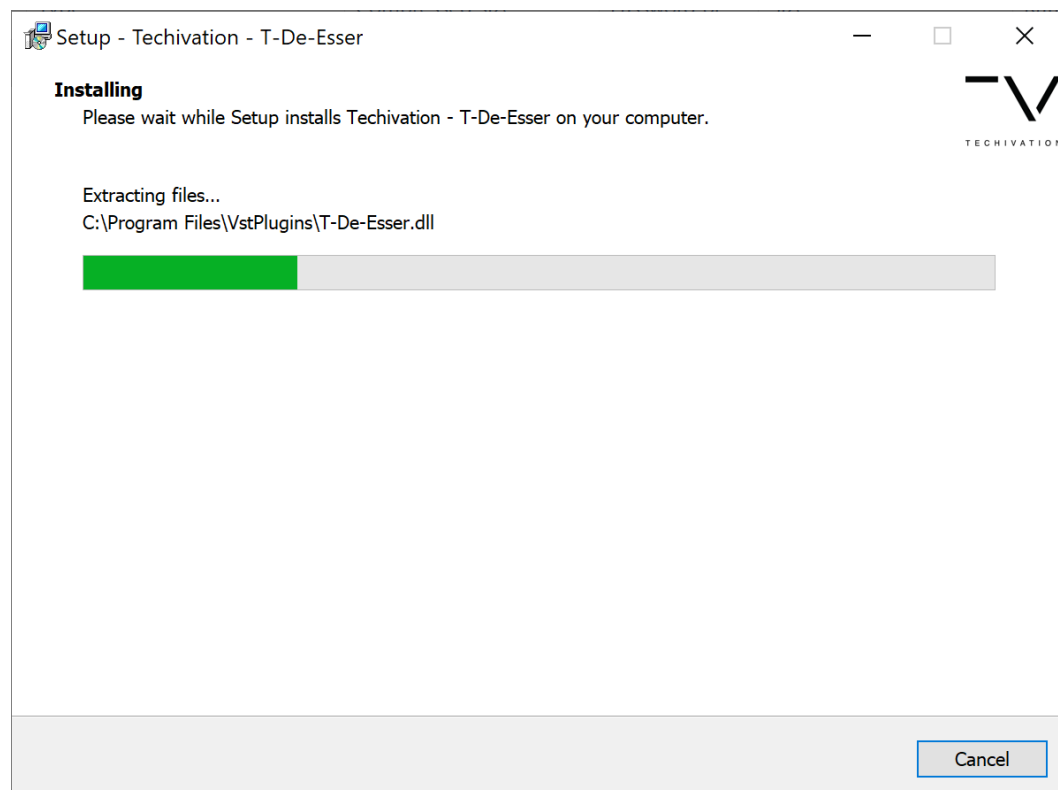 Setup - Techivation - T-De-Esser
Installing
Please wait while Setup installs Techivation - T-De-Esser on your computer.
TECHIVATION
Extracting files...
C:\Program Files\VstPlugins\T-De-Esser.dll
Cancel